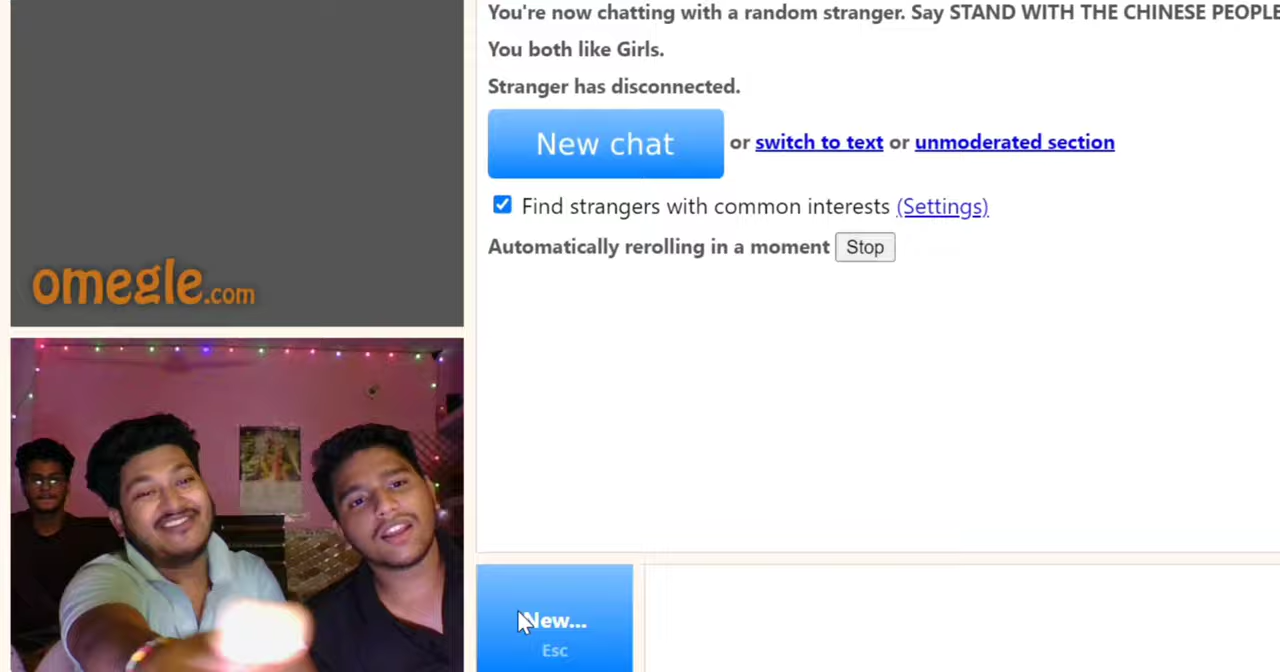 You're now chatting with a random stranger. Say STAND WITH THE CHINESE PEOPLE
You both like Girls.
Stranger has disconnected.
New chat or switch to text or unmoderated section
Find strangers with common interests (Settings)
Automatically rerolling in a moment Stop
omegle.com
New...
Esc